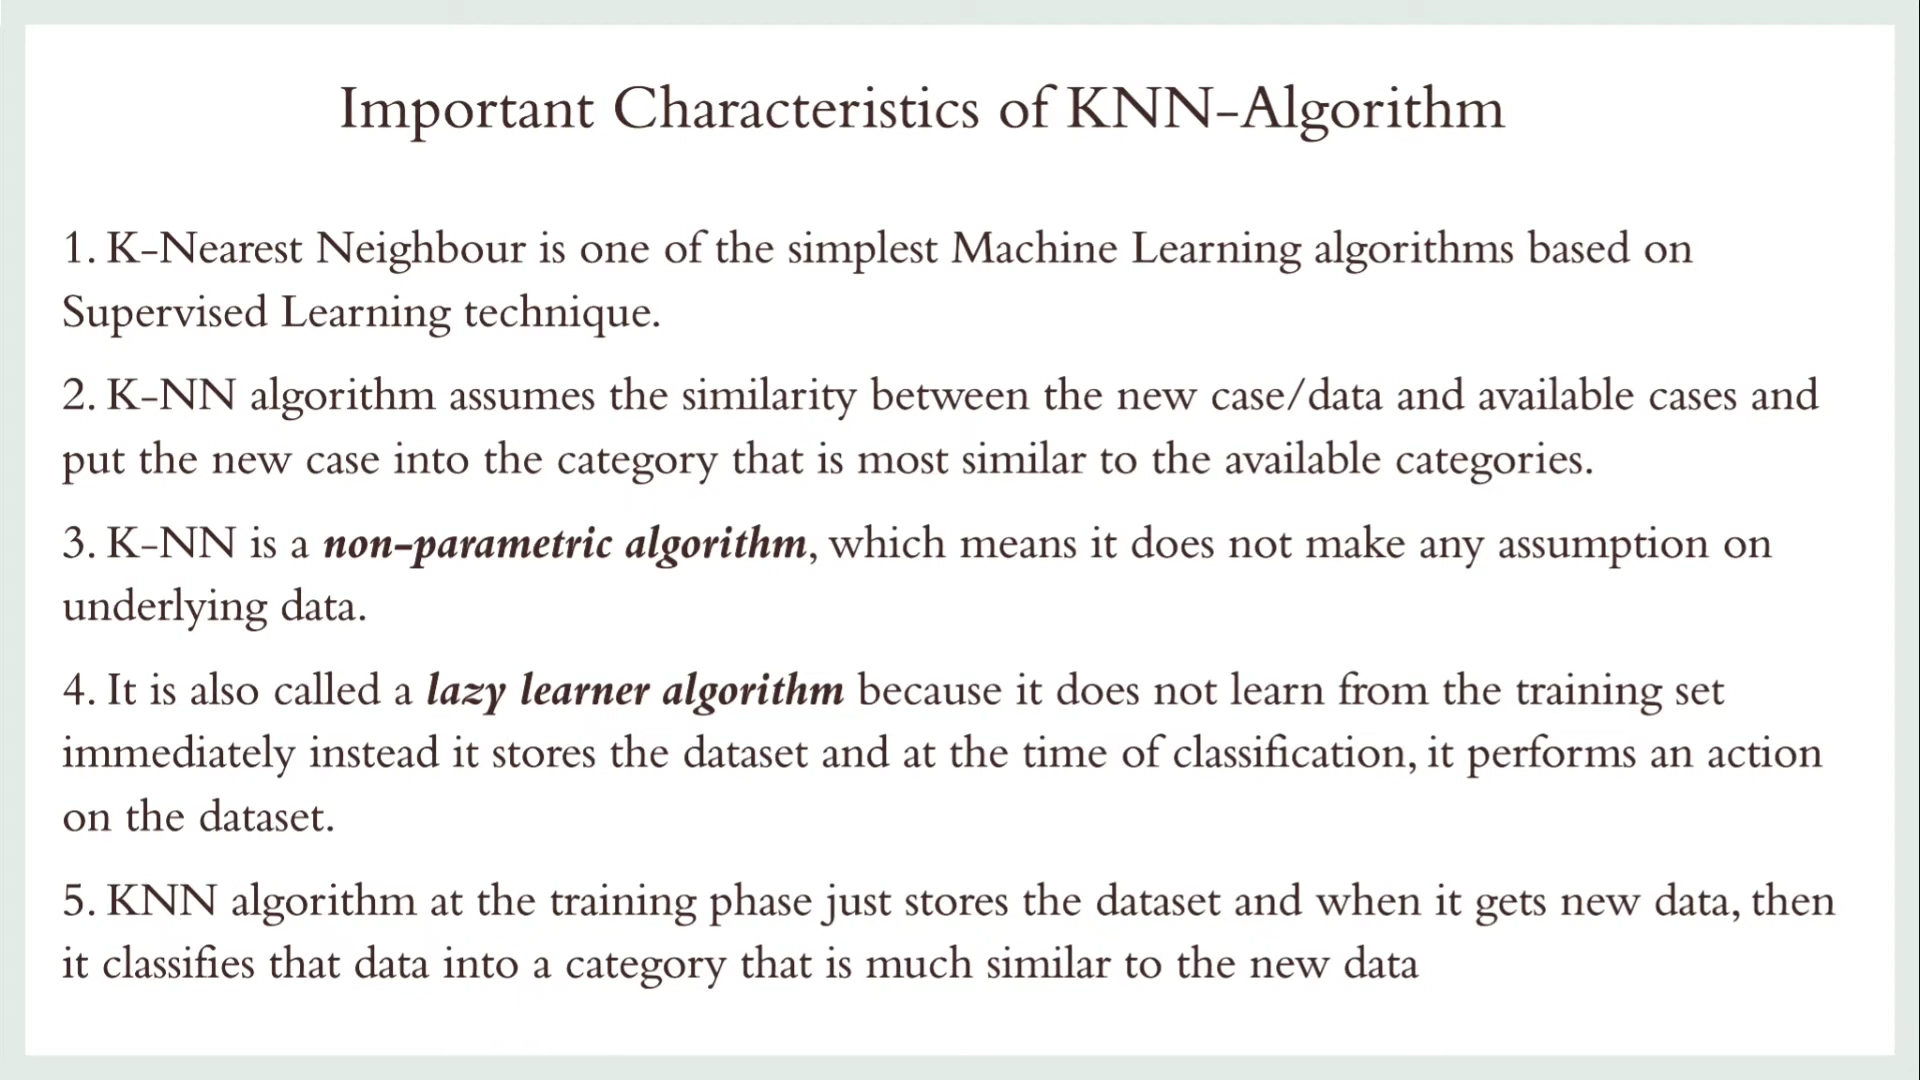 Important Characteristics of KNN-Algorithm
1. K-Nearest Neighbour is one of the simplest Machine Learning algorithms based on
Supervised Learning technique.
2. K-NN algorithm assumes the similarity between the new case/data and available cases and
put the new case into the category that is most similar to the available categories.
3. K-NN is a non-parametric algorithm, which means it does not make any assumption on
underlying data.
4. It is also called a lazy learner algorithm because it does not learn from the training set
immediately instead it stores the dataset and at the time of classification, it performs an action
on the dataset.
5. KNN algorithm at the training phase just stores the dataset and when it gets new data, then
it classifies that data into a category that is much similar to the new data